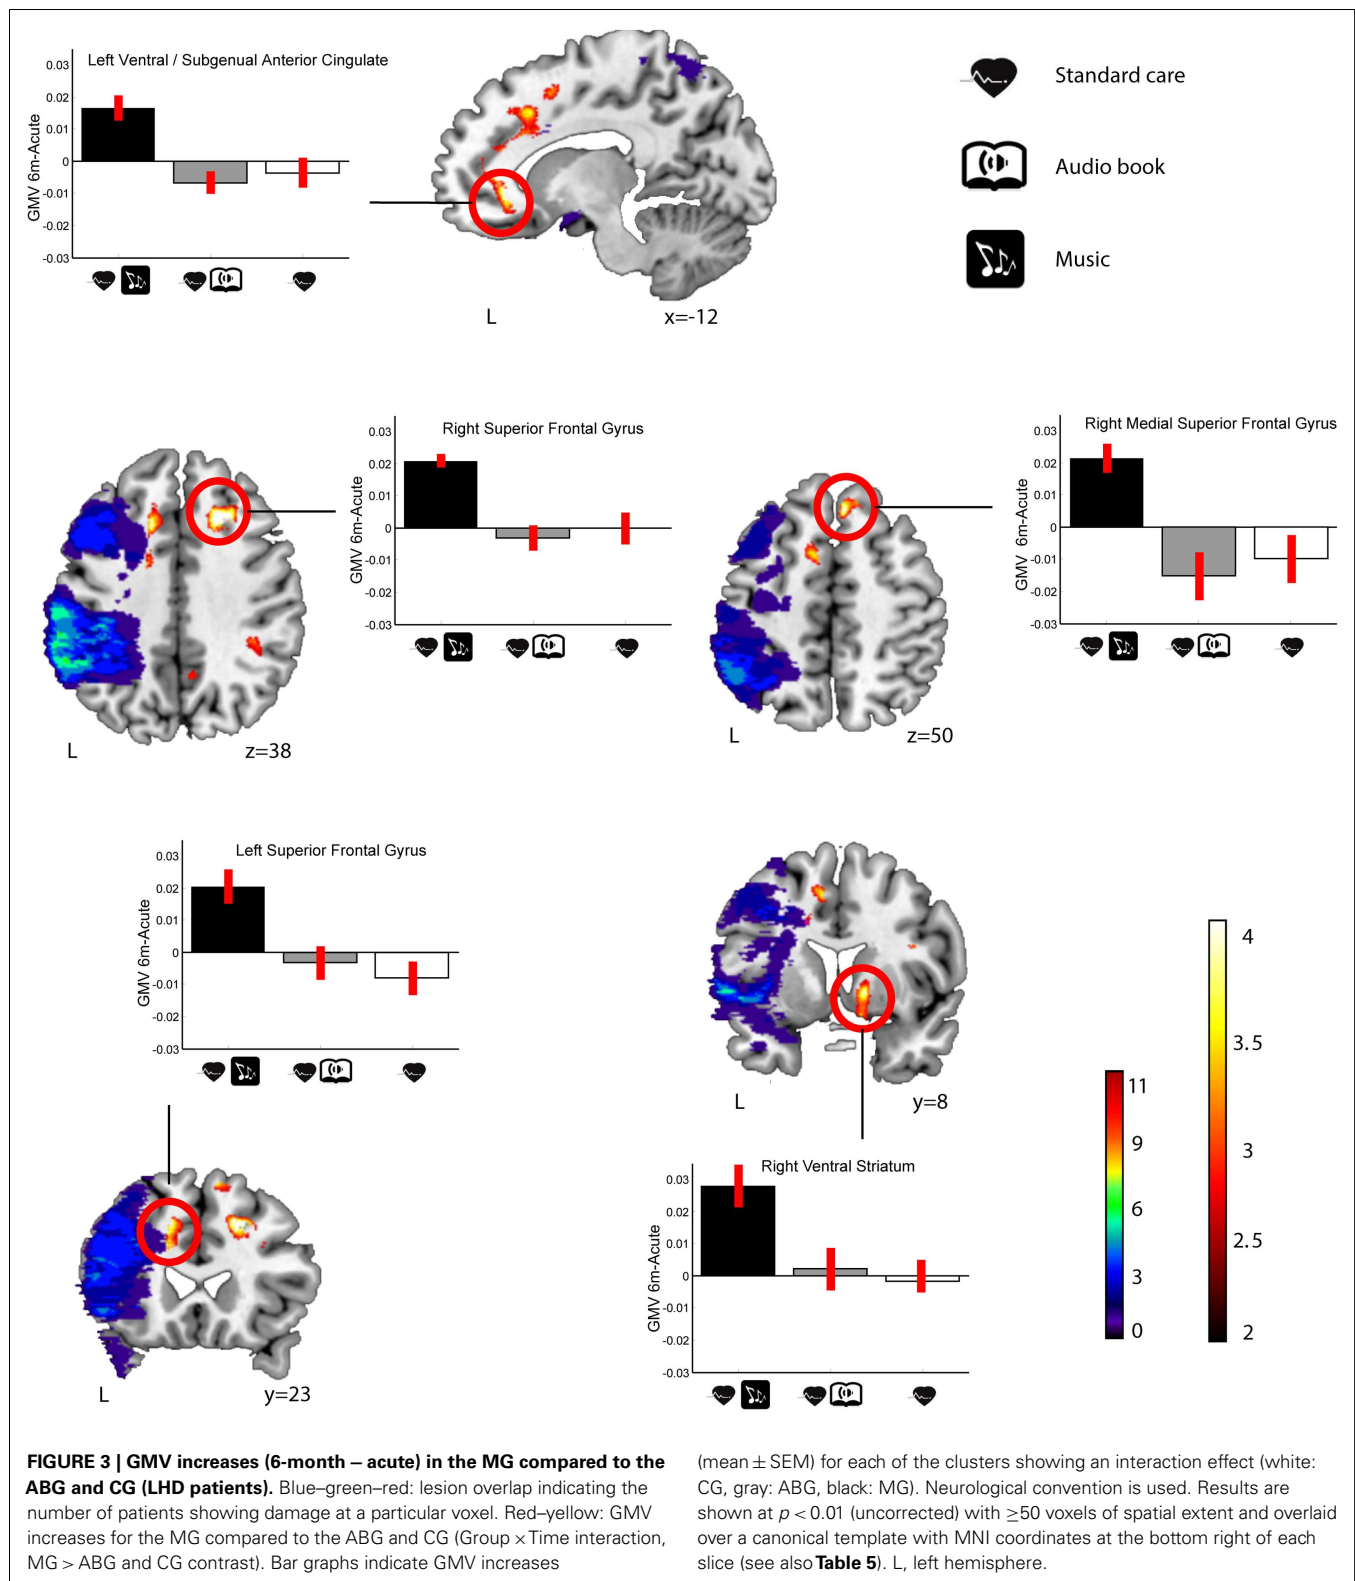 Left Ventral / Subgenual Anterior Cingulate
GMV 6m-Acute
0.03
0.02
0.01
0
-0.01
-0.02
-0.03
L
x=-12
Standard care
Audio book
Music
Right Superior Frontal Gyrus
GMV 6m-Acute
0.03
0.02
0.01
0
-0.01
-0.02
-0.03
L
z=38
Right Medial Superior Frontal Gyrus
GMV 6m-Acute
0.03
0.02
0.01
0
-0.01
-0.02
-0.03
L
z=50
Left Superior Frontal Gyrus
GMV 6m-Acute
0.03
0.02
0.01
0
-0.01
-0.02
-0.03
L
y=23
L
y=8
Right Ventral Striatum
GMV 6m-Acute
0.03
0.02
0.01
0
-0.01
-0.02
-0.03
11
9
6
3
0
4
3.5
3
2.5
2
FIGURE 3 | GMV increases (6-month – acute) in the MG compared to the
ABG and CG (LHD patients). Blue–green–red: lesion overlap indicating the
number of patients showing damage at a particular voxel. Red–yellow: GMV
increases for the MG compared to the ABG and CG (Group × Time interaction,
MG > ABG and CG contrast). Bar graphs indicate GMV increases
(mean ± SEM) for each of the clusters showing an interaction effect (white:
CG, gray: ABG, black: MG). Neurological convention is used. Results are
shown at p < 0.01 (uncorrected) with ≥50 voxels of spatial extent and overlaid
over a canonical template with MNI coordinates at the bottom right of each
slice (see also Table 5). L, left hemisphere.